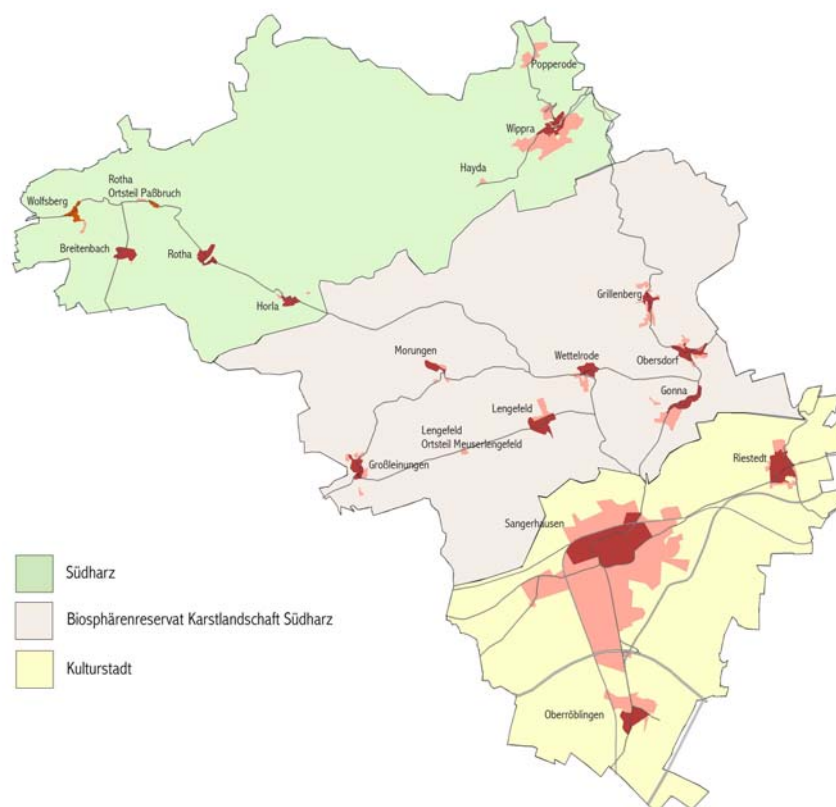 Popperode
Wippra
Hayda
Rotha
Ortsteil Paßbruch
Wolfsberg
Breitenbach
Rotha
Horla
Grillenberg
Morungen
Wettelrode
Obersdorf
Gonna
Lengefeld
Lengefeld
Ortsteil Meuserlengefeld
Großleinungen
Riestedt
Sangerhausen
Südharz
Biosphärenreservat Karstlandschaft Südharz
Kulturstadt
Oberröblingen